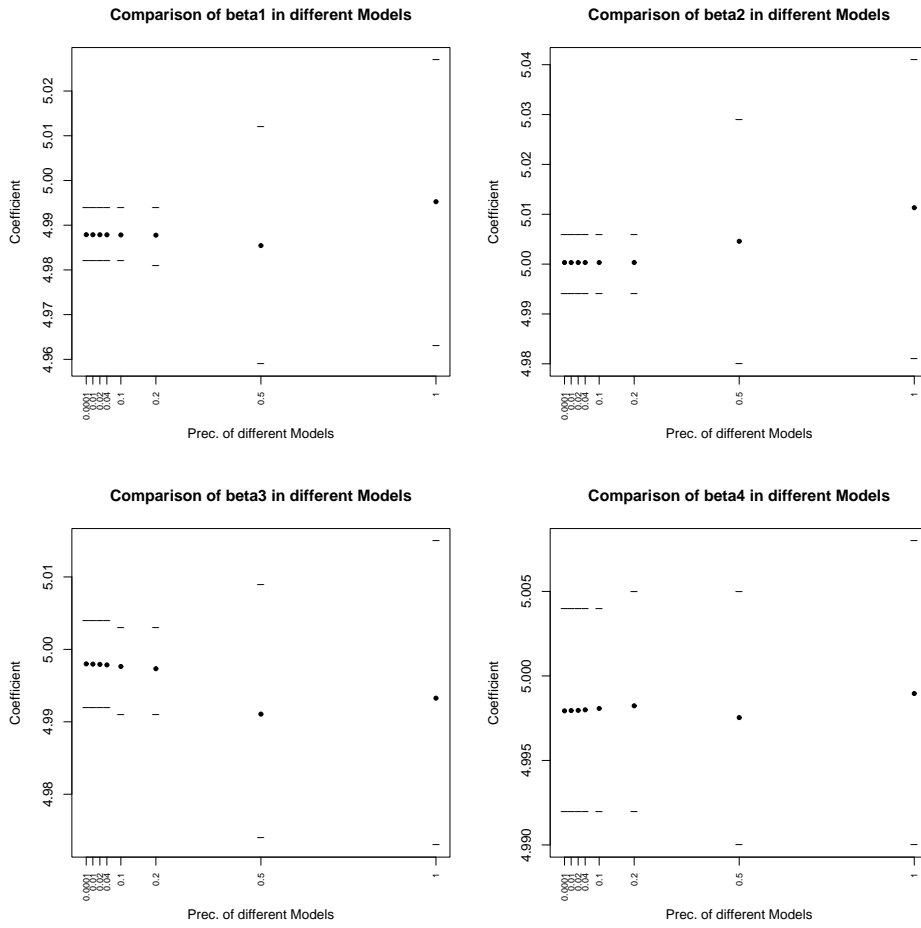 Comparison of beta1 in different Models
Coefficient
4.96 4.97 4.98 4.99 5.00 5.01 5.02
0.0001 0.01 0.02 0.04 0.1 0.2 0.5 1
Prec. of different Models
Comparison of beta2 in different Models
Coefficient
4.98 4.99 5.00 5.01 5.02 5.03 5.04
0.0001 0.01 0.02 0.04 0.1 0.2 0.5 1
Prec. of different Models
Comparison of beta3 in different Models
Coefficient
4.98 4.99 5.00 5.01
0.0001 0.01 0.02 0.04 0.1 0.2 0.5 1
Prec. of different Models
Comparison of beta4 in different Models
Coefficient
4.990 4.995 5.000 5.005
0.0001 0.01 0.02 0.04 0.1 0.2 0.5 1
Prec. of different Models